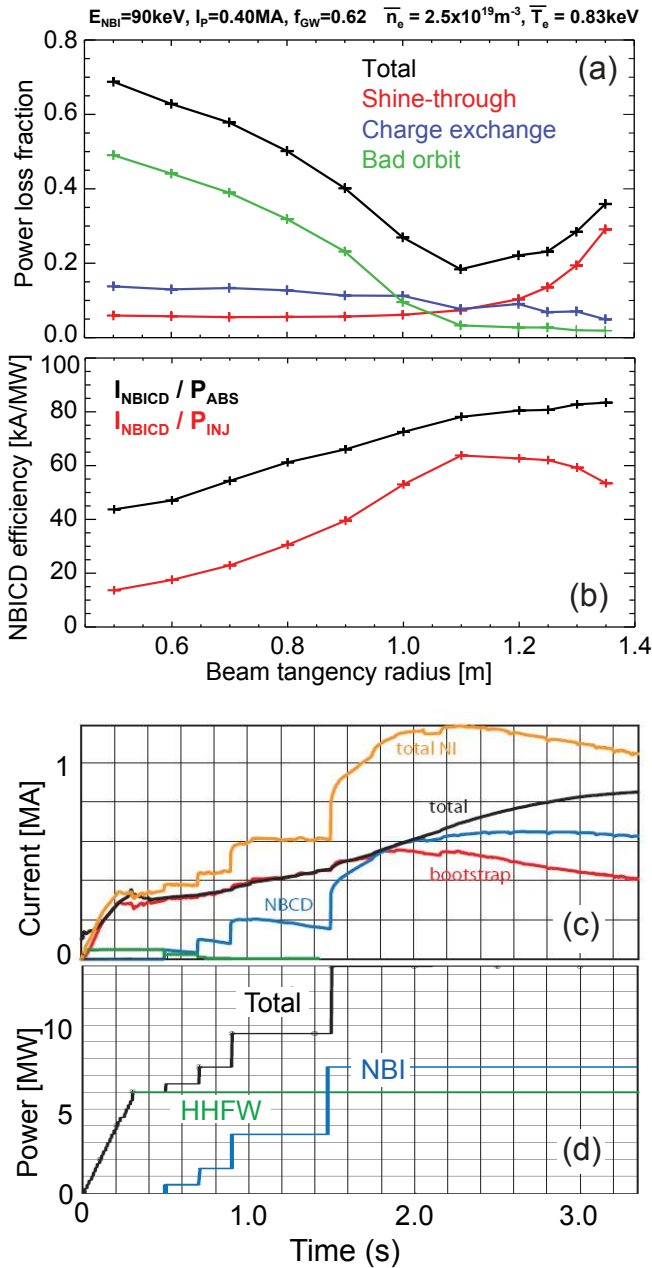 E_NBI=90keV, I_P=0.40MA, f_GW=0.62 n̅_e = 2.5x10^19m^-3, T̅_e = 0.83keV
0.8
0.6
0.4
0.2
0.0
Power loss fraction
(a)
Total
Shine-through
Charge exchange
Bad orbit
100
80
60
40
20
0
NBICD efficiency [kA/MW]
I_NBICD / P_ABS
I_NBICD / P_INJ
(b)
0.6 0.8 1.0 1.2 1.4
Beam tangency radius [m]
1
0
Current [MA]
total NI
total
NBCD
bootstrap
(c)
10
5
0
Power [MW]
Total
NBI
HHFW
(d)
0 1.0 2.0 3.0
Time (s)